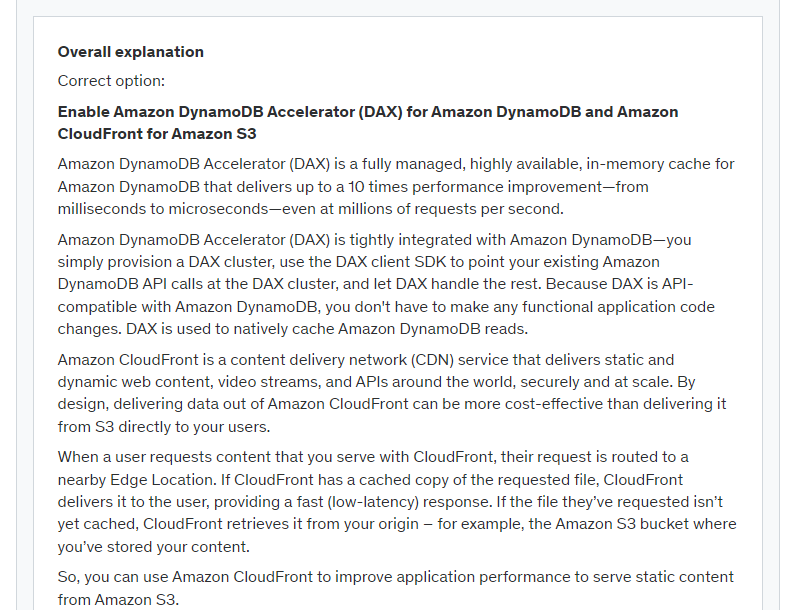 Overall explanation
Correct option:
Enable Amazon DynamoDB Accelerator (DAX) for Amazon DynamoDB and Amazon
CloudFront for Amazon S3
Amazon DynamoDB Accelerator (DAX) is a fully managed, highly available, in-memory cache for
Amazon DynamoDB that delivers up to a 10 times performance improvement—from
milliseconds to microseconds—even at millions of requests per second.
Amazon DynamoDB Accelerator (DAX) is tightly integrated with Amazon DynamoDB—you
simply provision a DAX cluster, use the DAX client SDK to point your existing Amazon
DynamoDB API calls at the DAX cluster, and let DAX handle the rest. Because DAX is API-
compatible with Amazon DynamoDB, you don't have to make any functional application code
changes. DAX is used to natively cache Amazon DynamoDB reads.
Amazon CloudFront is a content delivery network (CDN) service that delivers static and
dynamic web content, video streams, and APIs around the world, securely and at scale. By
design, delivering data out of Amazon CloudFront can be more cost-effective than delivering it
from S3 directly to your users.
When a user requests content that you serve with CloudFront, their request is routed to a
nearby Edge Location. If CloudFront has a cached copy of the requested file, CloudFront
delivers it to the user, providing a fast (low-latency) response. If the file they’ve requested isn’t
yet cached, CloudFront retrieves it from your origin – for example, the Amazon S3 bucket where
you’ve stored your content.
So, you can use Amazon CloudFront to improve application performance to serve static content
from Amazon S3.